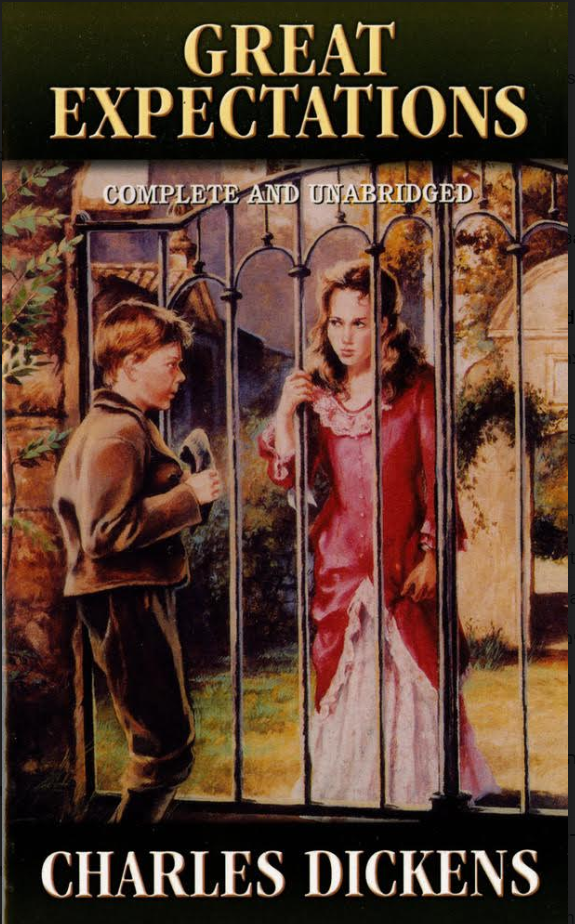 GREAT
EXPECTATIONS
COMPLETE AND UNABRIDGED
CHARLES DICKENS